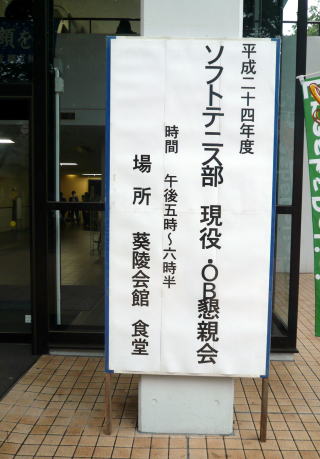 平成二十四年度
ソフトテニス部 現役・OB懇親会
時間 午後五時～六時半
場所 葵陵会館 食堂